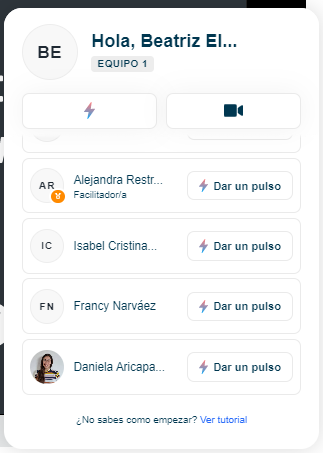 BE
Hola, Beatriz El...
EQUIPO 1
AR
Alejandra Restr...
Facilitador/a
Dar un pulso
IC
Isabel Cristina...
Dar un pulso
FN
Francy Narváez
Dar un pulso
Daniela Aricapa...
Dar un pulso
¿No sabes como empezar? Ver tutorial